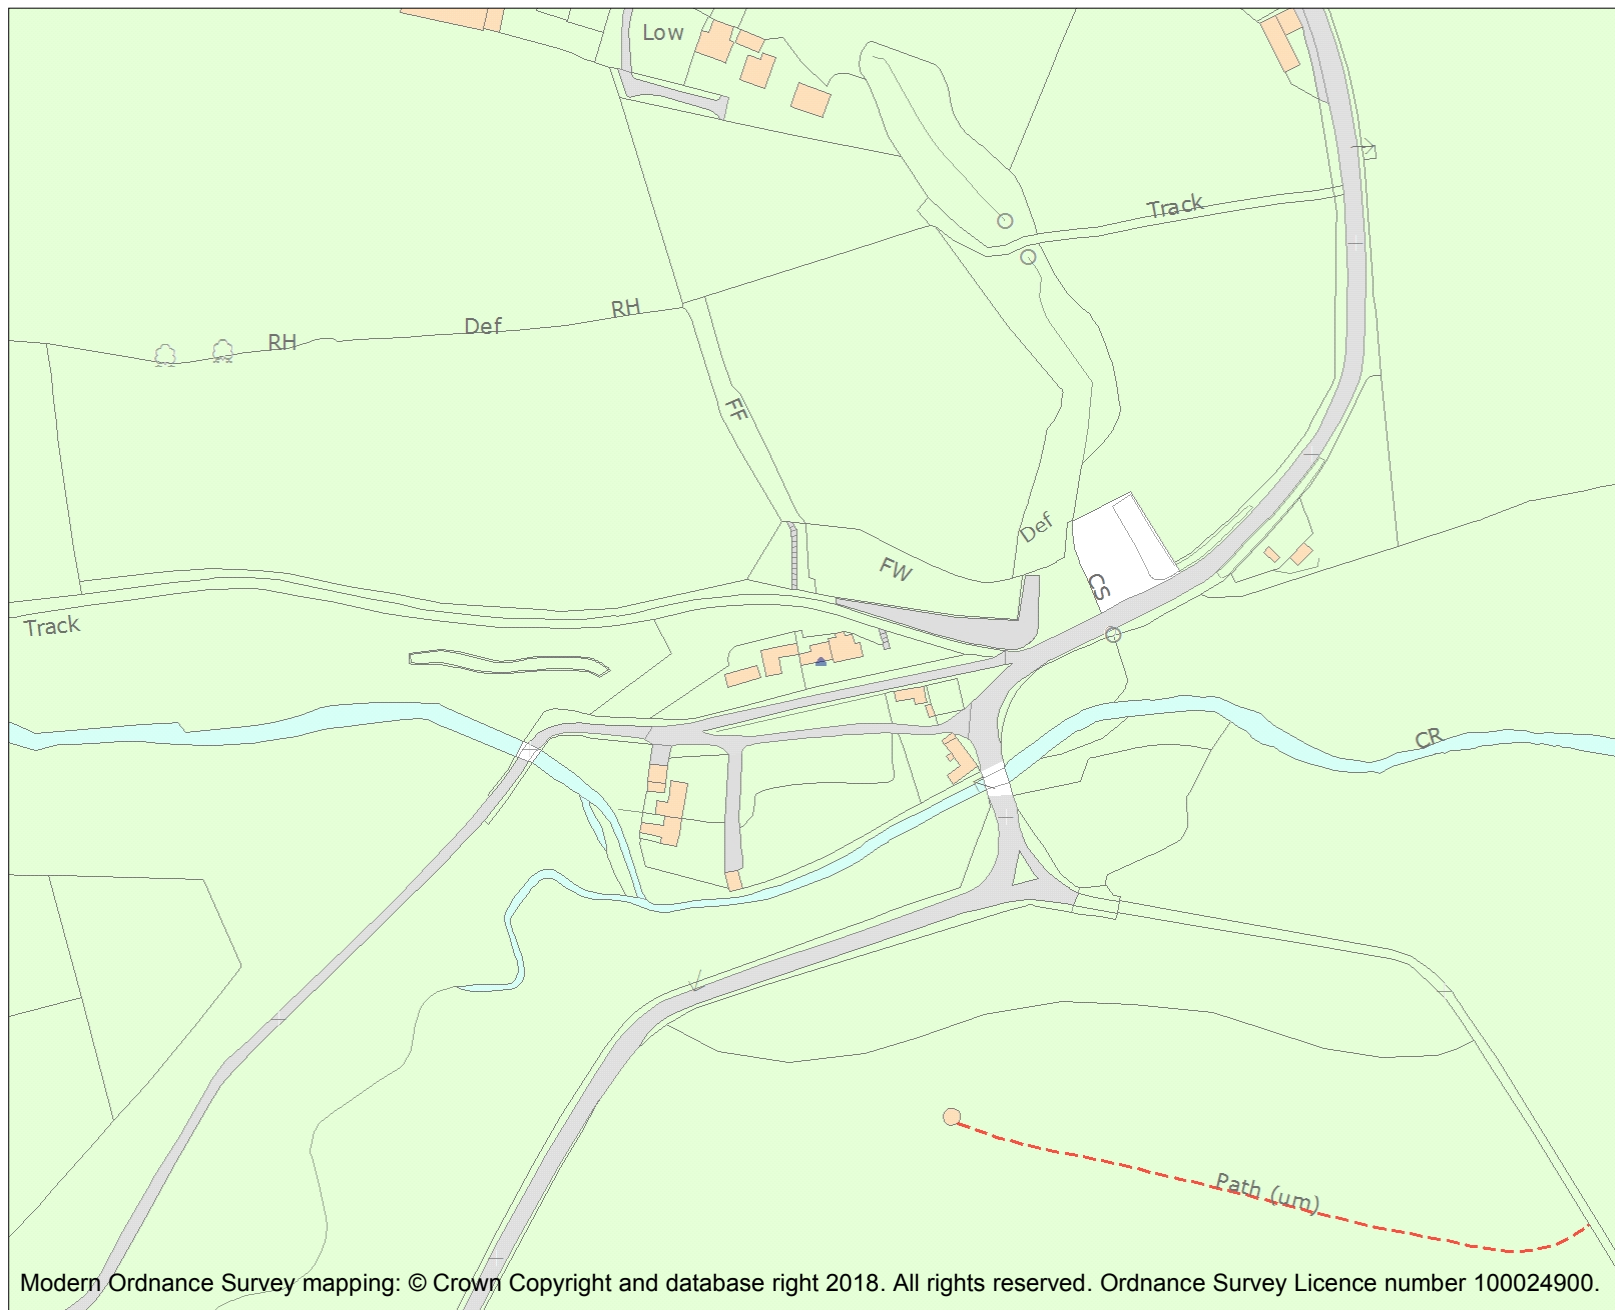 Low
Track
RH
Def
RH
FF
Def
FW
CS
Track
CR
Path (um)
Modern Ordnance Survey mapping: © Crown Copyright and database right 2018. All rights reserved. Ordnance Survey Licence number 100024900.